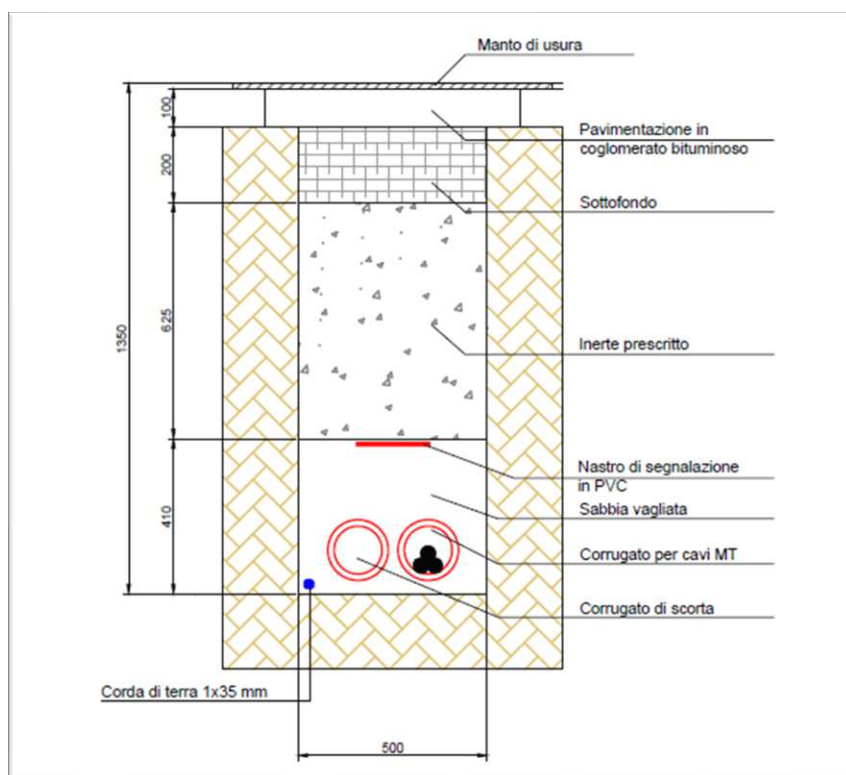 Manto di usura
100
Pavimentazione in
coglomerato bituminoso
200
Sottofondo
625
1350
Inerte prescritto
Nastro di segnalazione
in PVC
Sabbia vagliata
410
Corrugato per cavi MT
Corrugato di scorta
Corda di terra 1x35 mm
500